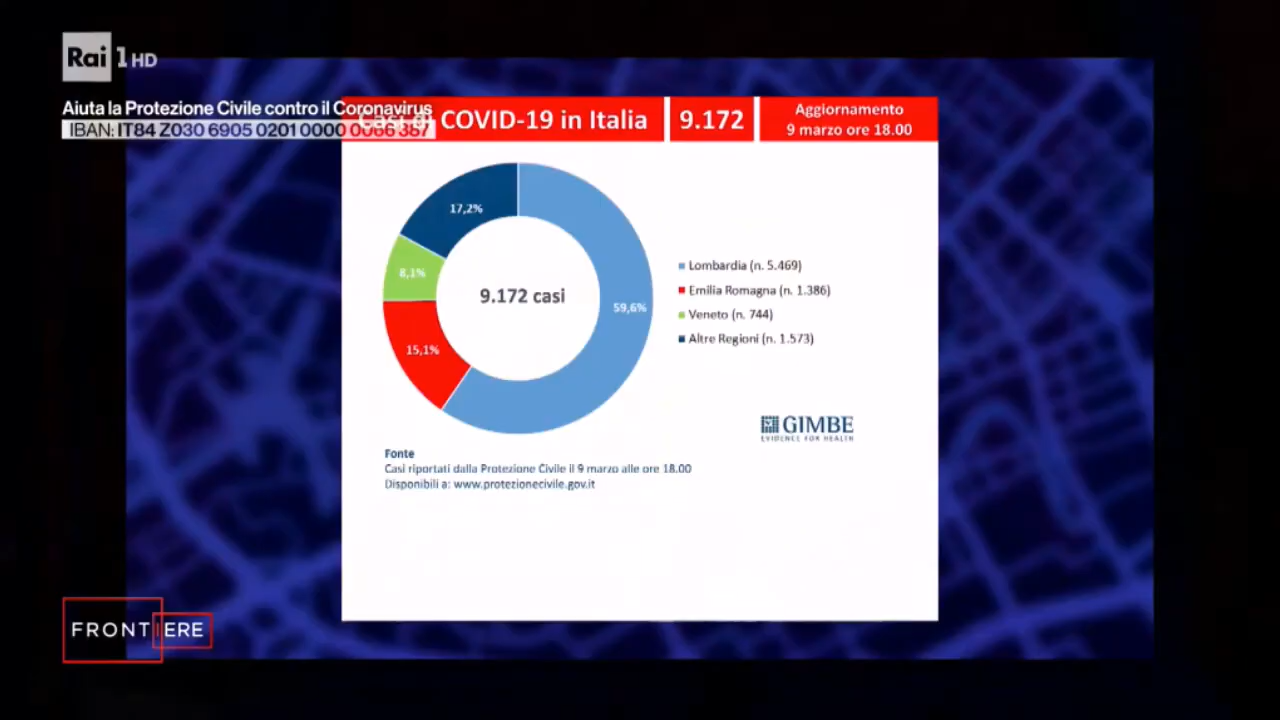 Rai 1 HD
Aiuta la Protezione Civile contro il Coronavirus
IBAN: IT84 Z030 6905 0201 0000 0066 387
Casi di COVID-19 in Italia
9.172
Aggiornamento
9 marzo ore 18.00
17,2%
8,1%
9.172 casi
59,6%
15,1%
Lombardia (n. 5.469)
Emilia Romagna (n. 1.386)
Veneto (n. 744)
Altre Regioni (n. 1.573)
GIMBE
EVIDENCE FOR HEALTH
Fonte
Casi riportati dalla Protezione Civile il 9 marzo alle ore 18.00
Disponibili a: www.protezionecivile.gov.it
FRONTIERE